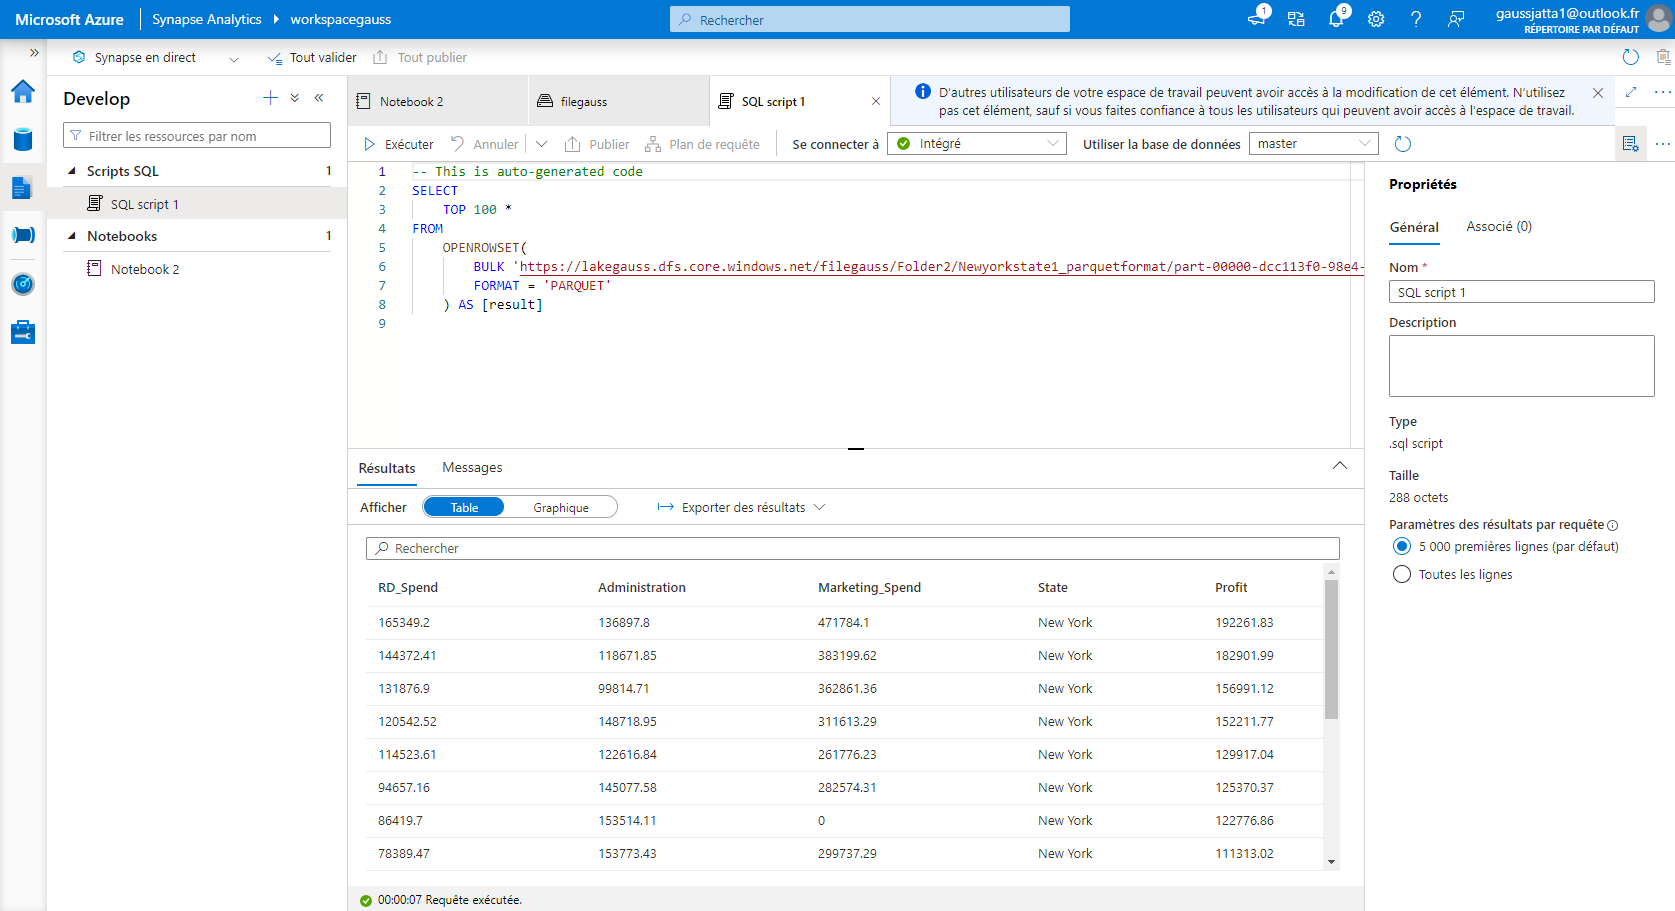 Microsoft Azure
Synapse Analytics
workspacegauss
Rechercher
1
9
gaussjatta1@outlook.fr
RÉPERTOIRE PAR DÉFAUT
Synapse en direct
Tout valider
Tout publier
Develop
Filtrer les ressources par nom
Scripts SQL 1
SQL script 1
Notebooks 1
Notebook 2
Notebook 2
filegauss
SQL script 1
D'autres utilisateurs de votre espace de travail peuvent avoir accès à la modification de cet élément. N'utilisez
pas cet élément, sauf si vous faites confiance à tous les utilisateurs qui peuvent avoir accès à l'espace de travail.
Exécuter
Annuler
Publier
Plan de requête
Se connecter à
Intégré
Utiliser la base de données
master
1 -- This is auto-generated code
2 SELECT
3 TOP 100 *
4 FROM
5 OPENROWSET(
6 BULK 'https://lakegauss.dfs.core.windows.net/filegauss/Folder2/Newyorkstate1_parquetformat/part-00000-dcc113f0-98e4-
7 FORMAT = 'PARQUET'
8 ) AS [result]
9
Résultats
Messages
Afficher
Table
Graphique
Exporter des résultats
Rechercher
RD_Spend Administration Marketing_Spend State Profit
165349.2 136897.8 471784.1 New York 192261.83
144372.41 118671.85 383199.62 New York 182901.99
131876.9 99814.71 362861.36 New York 156991.12
120542.52 148718.95 311613.29 New York 152211.77
114523.61 122616.84 261776.23 New York 129917.04
94657.16 145077.58 282574.31 New York 125370.37
86419.7 153514.11 0 New York 122776.86
78389.47 153773.43 299737.29 New York 111313.02
00:00:07 Requête exécutée.
Propriétés
Général
Associé (0)
Nom *
SQL script 1
Description
Type
.sql script
Taille
288 octets
Paramètres des résultats par requête
5 000 premières lignes (par défaut)
Toutes les lignes